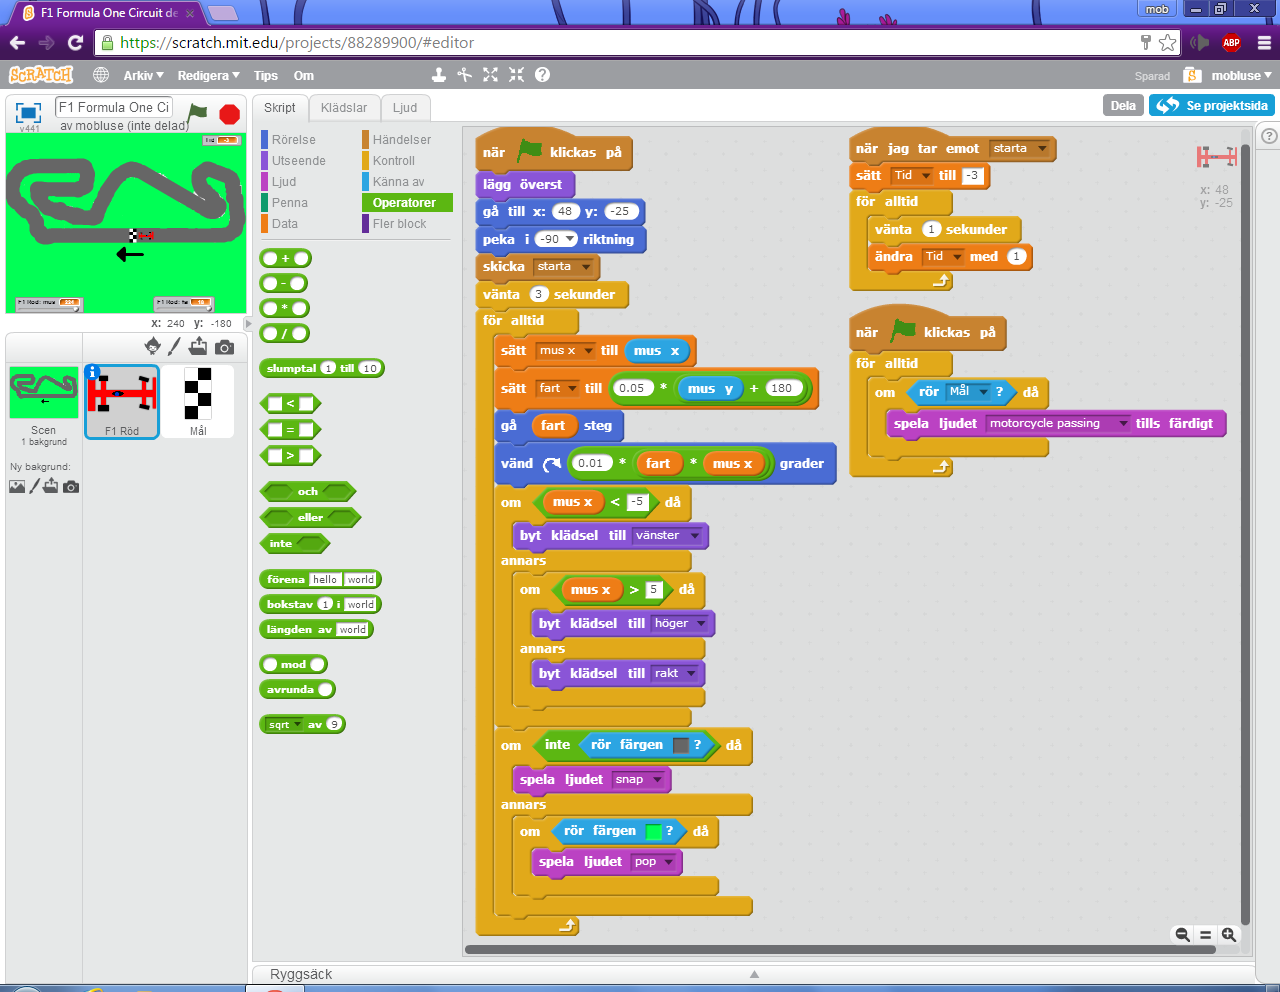 F1 Formula One Circuit de
mob
https://scratch.mit.edu/projects/88289900/#editor
ABP
SCRATCH
Arkiv
Redigera
Tips
Om
Sparad
mobluse
v441
F1 Formula One Ci
av mobluse (inte delad)
Skript
Klädslar
Ljud
Dela
Se projektsida
Tid -3
F1 Röd: mus
F1 Röd: fa
x: 240 y: -180
Scen
1 bakgrund
F1 Röd
Mål
Ny bakgrund:
Rörelse
Utseende
Ljud
Penna
Data
Händelser
Kontroll
Känna av
Operatorer
Fler block
+
-
*
/
slumptal 1 till 10
<
=
>
och
eller
inte
förena hello world
bokstav 1 i world
längden av world
mod
avrunda
sqrt av 9
när klickas på
lägg överst
gå till x: 48 y: -25
peka i -90 riktning
skicka starta
vänta 3 sekunder
för alltid
sätt mus x till mus x
sätt fart till 0.05 * mus y + 180
gå fart steg
vänd 0.01 * fart * mus x grader
om mus x < -5 då
byt klädsel till vänster
annars
om mus x > 5 då
byt klädsel till höger
annars
byt klädsel till rakt
om inte rör färgen ? då
spela ljudet snap
annars
om rör färgen ? då
spela ljudet pop
när jag tar emot starta
sätt Tid till -3
för alltid
vänta 1 sekunder
ändra Tid med 1
när klickas på
för alltid
om rör Mål ? då
spela ljudet motorcycle passing tills färdigt
x: 48
y: -25
Ryggsäck